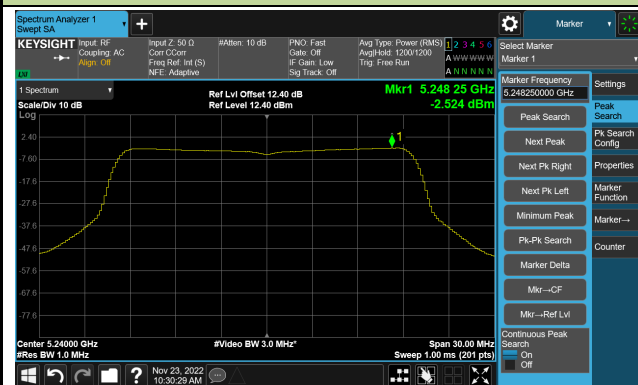 Spectrum Analyzer 1
Swept SA
+
Marker
KEYSIGHT
Input: RF
Coupling: AC
Align: Off
Input Z: 50 Ω
Corr CCorr
Freq Ref: Int (S)
NFE: Adaptive
#Atten: 10 dB
PNO: Fast
Gate: Off
IF Gain: Low
Sig Track: Off
Avg Type: Power (RMS)
Avg|Hold: 1200/1200
Trig: Free Run
1 2 3 4 5 6
A W W W W W
A N N N N N
LXI
Select Marker
Marker 1
1 Spectrum
Scale/Div 10 dB
Log
Ref Lvl Offset 12.40 dB
Ref Level 12.40 dBm
Mkr1 5.248 25 GHz
-2.524 dBm
1
2.40
-7.60
-17.6
-27.6
-37.6
-47.6
-57.6
-67.6
-77.6
Center 5.24000 GHz
#Res BW 1.0 MHz
#Video BW 3.0 MHz*
Span 30.00 MHz
Sweep 1.00 ms (201 pts)
Marker Frequency
5.248250000 GHz
Peak Search
Next Peak
Next Pk Right
Next Pk Left
Minimum Peak
Pk-Pk Search
Marker Delta
Mkr→CF
Mkr→Ref Lvl
Continuous Peak
Search
On
Off
Settings
Peak
Search
Pk Search
Config
Properties
Marker
Function
Marker→
Counter
?
Nov 23, 2022
10:30:29 AM